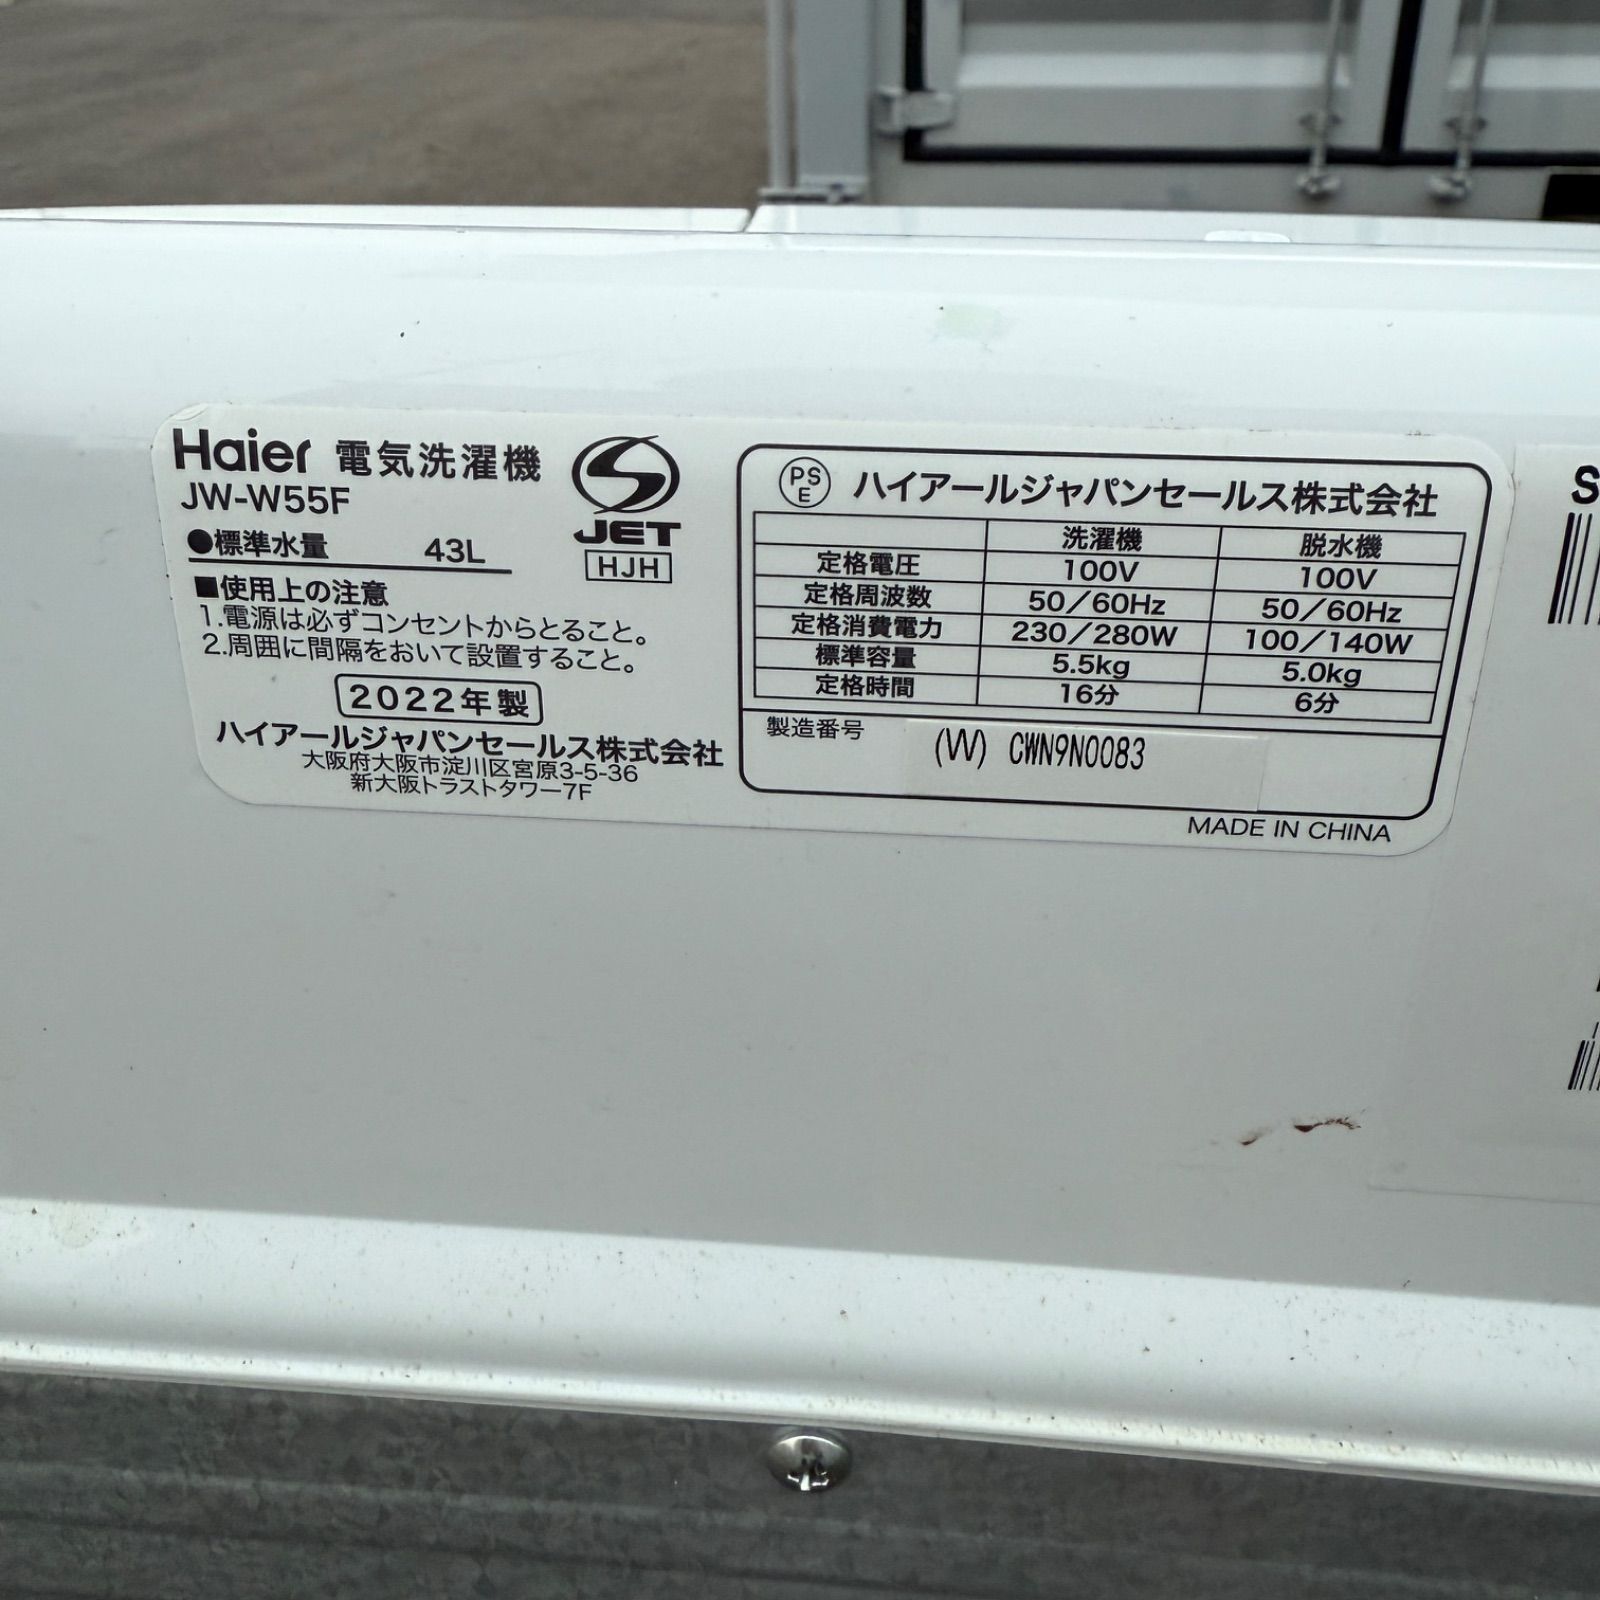 Haier 電気洗濯機
JW-W55F
●標準水量 43L
■使用上の注意
1.電源は必ずコンセントからとること。
2.周囲に間隔をおいて設置すること。
2022年製
ハイアールジャパンセールス株式会社
大阪府大阪市淀川区宮原3-5-36
新大阪トラストタワー7F
JET
HJH
PS
E
ハイアールジャパンセールス株式会社
洗濯機 脱水機
定格電圧 100V 100V
定格周波数 50/60Hz 50/60Hz
定格消費電力 230/280W 100/140W
標準容量 5.5kg 5.0kg
定格時間 16分 6分
製造番号 (W) CWN9N0083
MADE IN CHINA
S